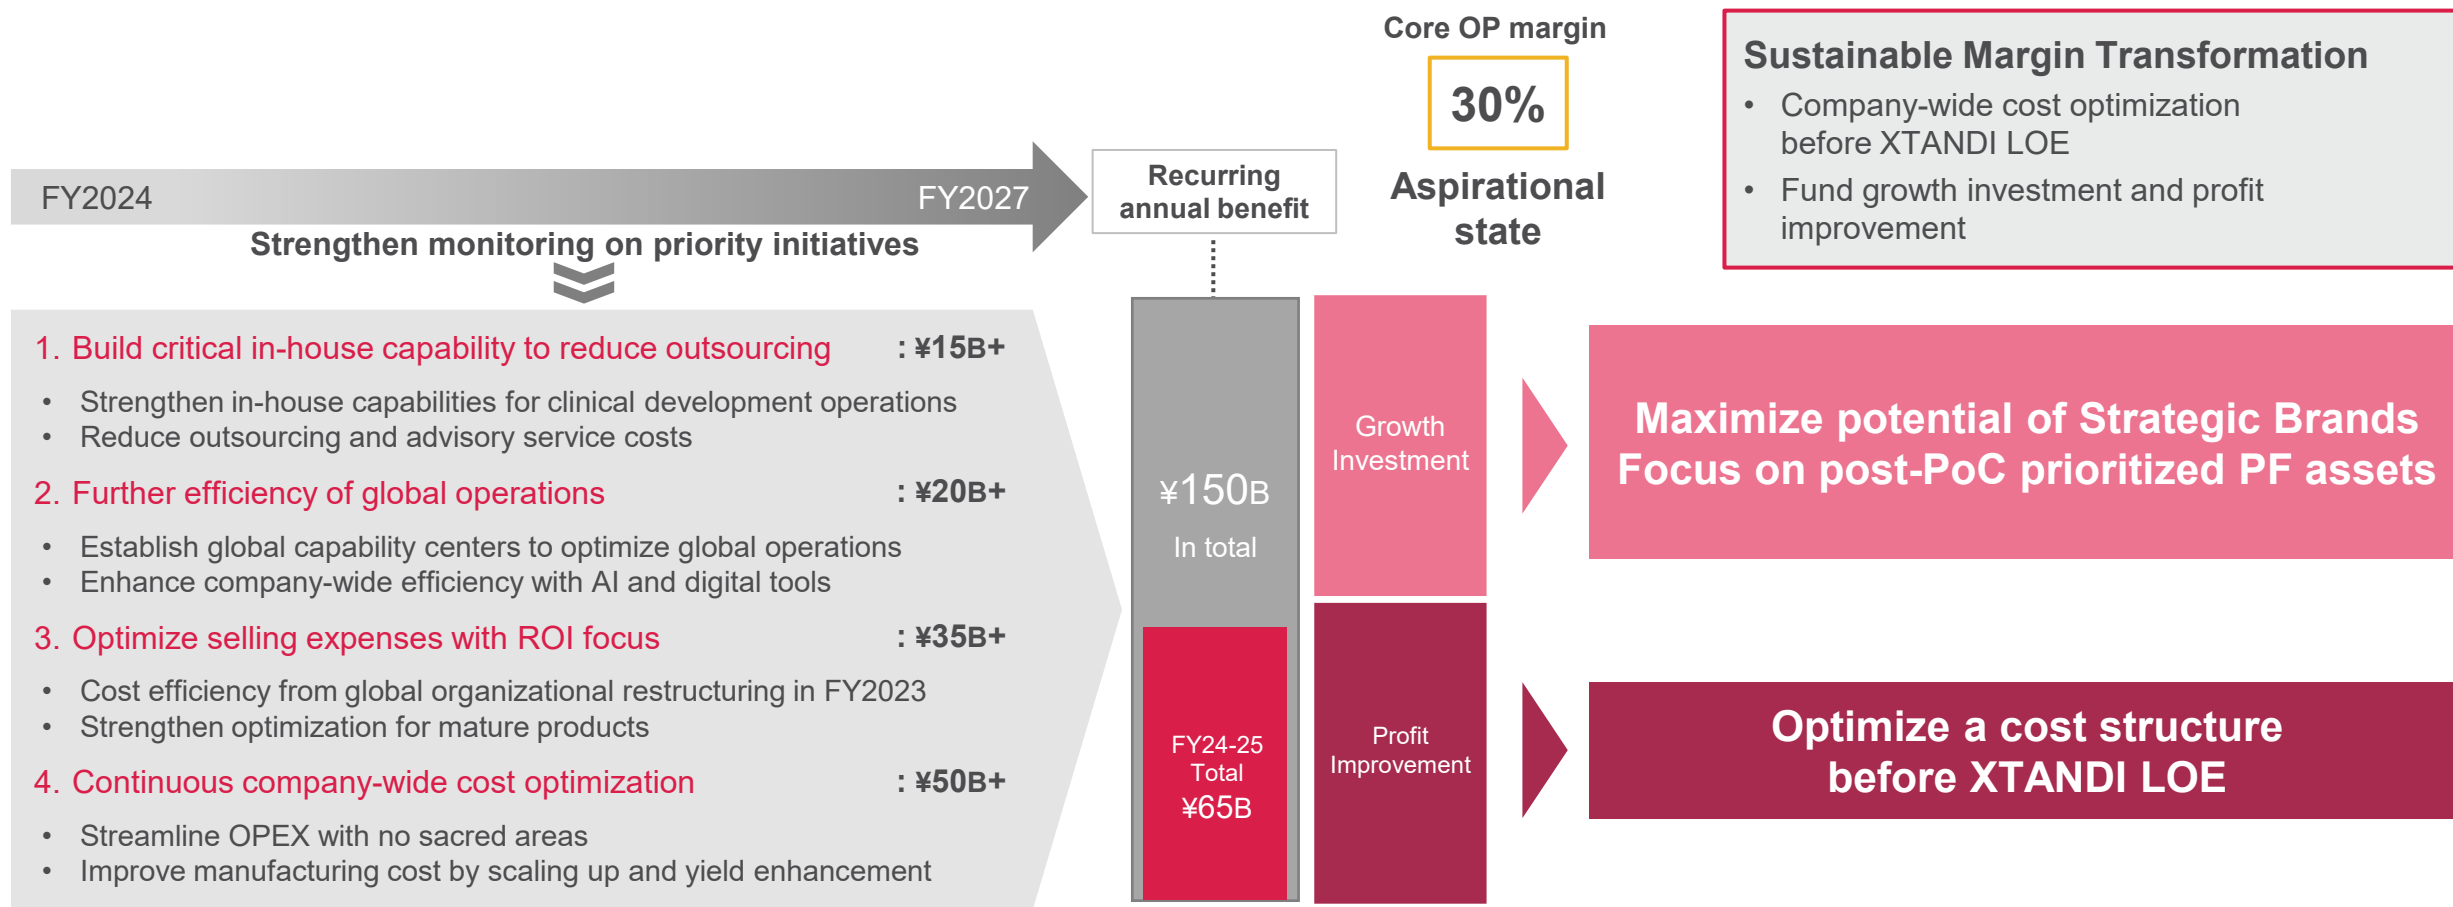 Core OP margin
30%
Aspirational
state
Sustainable Margin Transformation
• Company-wide cost optimization
before XTANDI LOE
• Fund growth investment and profit
improvement
FY2024
FY2027
Recurring
annual benefit
Strengthen monitoring on priority initiatives
1. Build critical in-house capability to reduce outsourcing : ¥15B+
• Strengthen in-house capabilities for clinical development operations
• Reduce outsourcing and advisory service costs
2. Further efficiency of global operations : ¥20B+
• Establish global capability centers to optimize global operations
• Enhance company-wide efficiency with AI and digital tools
3. Optimize selling expenses with ROI focus : ¥35B+
• Cost efficiency from global organizational restructuring in FY2023
• Strengthen optimization for mature products
4. Continuous company-wide cost optimization : ¥50B+
• Streamline OPEX with no sacred areas
• Improve manufacturing cost by scaling up and yield enhancement
¥150B
In total
FY24-25
Total
¥65B
Growth
Investment
Profit
Improvement
Maximize potential of Strategic Brands
Focus on post-PoC prioritized PF assets
Optimize a cost structure
before XTANDI LOE